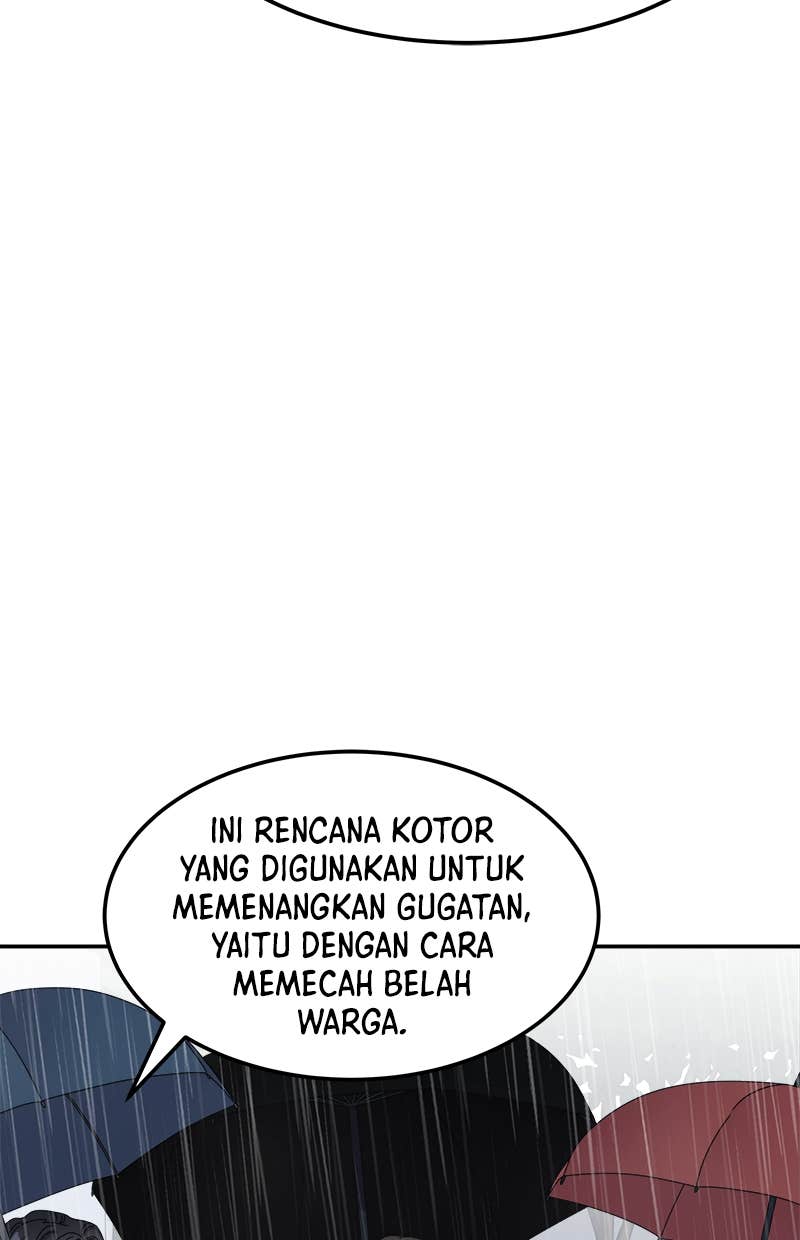 INI RENCANA KOTOR
YANG DIGUNAKAN UNTUK
MEMENANGKAN GUGATAN,
YAITU DENGAN CARA
MEMECAH BELAH
WARGA.